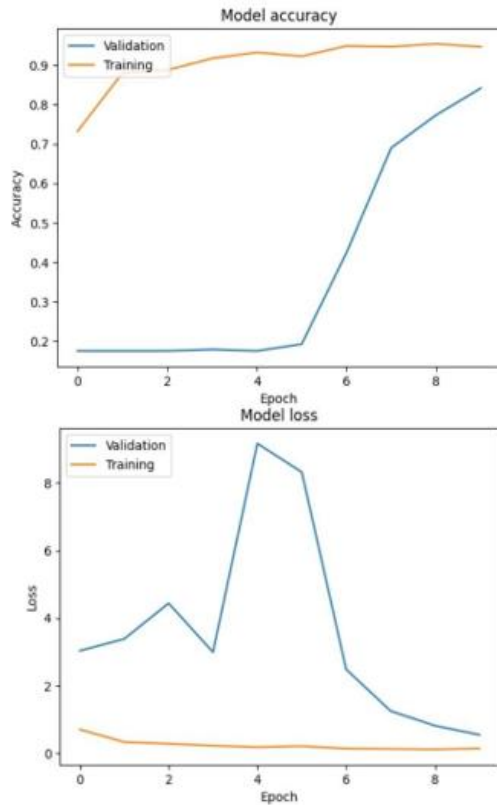 Model accuracy
Validation
Training
0.9
0.8
0.7
0.6
0.5
0.4
0.3
0.2
Accuracy
0 2 4 6 8
Epoch
Model loss
Validation
Training
8
6
4
2
0
Loss
0 2 4 6 8
Epoch